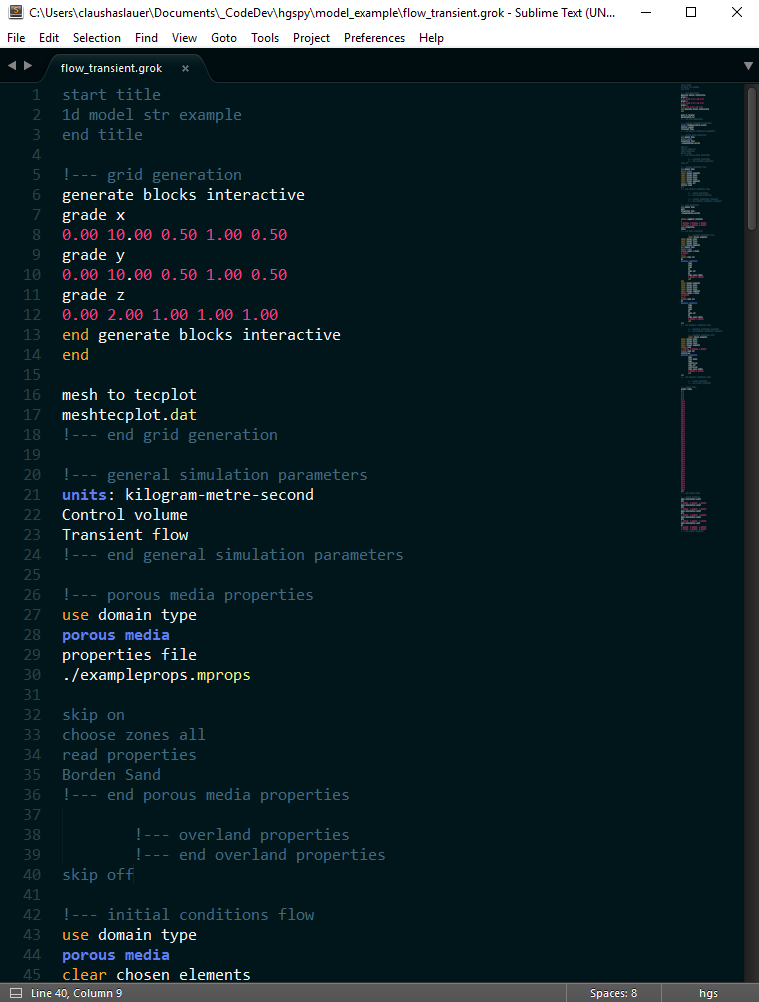 C:\Users\claushaslauer\Documents\_CodeDev\hgspy\model_example\flow_transient.grok - Sublime Text (UN...
File Edit Selection Find View Goto Tools Project Preferences Help
flow_transient.grok ×
1 start title
2 1d model str example
3 end title
4
5 !--- grid generation
6 generate blocks interactive
7 grade x
8 0.00 10.00 0.50 1.00 0.50
9 grade y
10 0.00 10.00 0.50 1.00 0.50
11 grade z
12 0.00 2.00 1.00 1.00 1.00
13 end generate blocks interactive
14 end
15
16 mesh to tecplot
17 meshtecplot.dat
18 !--- end grid generation
19
20 !--- general simulation parameters
21 units: kilogram-metre-second
22 Control volume
23 Transient flow
24 !--- end general simulation parameters
25
26 !--- porous media properties
27 use domain type
28 porous media
29 properties file
30 ./exampleprops.mprops
31
32 skip on
33 choose zones all
34 read properties
35 Borden Sand
36 !--- end porous media properties
37
38 !--- overland properties
39 !--- end overland properties
40 skip off
41
42 !--- initial conditions flow
43 use domain type
44 porous media
45 clear chosen elements
Line 40, Column 9 Spaces: 8 hgs